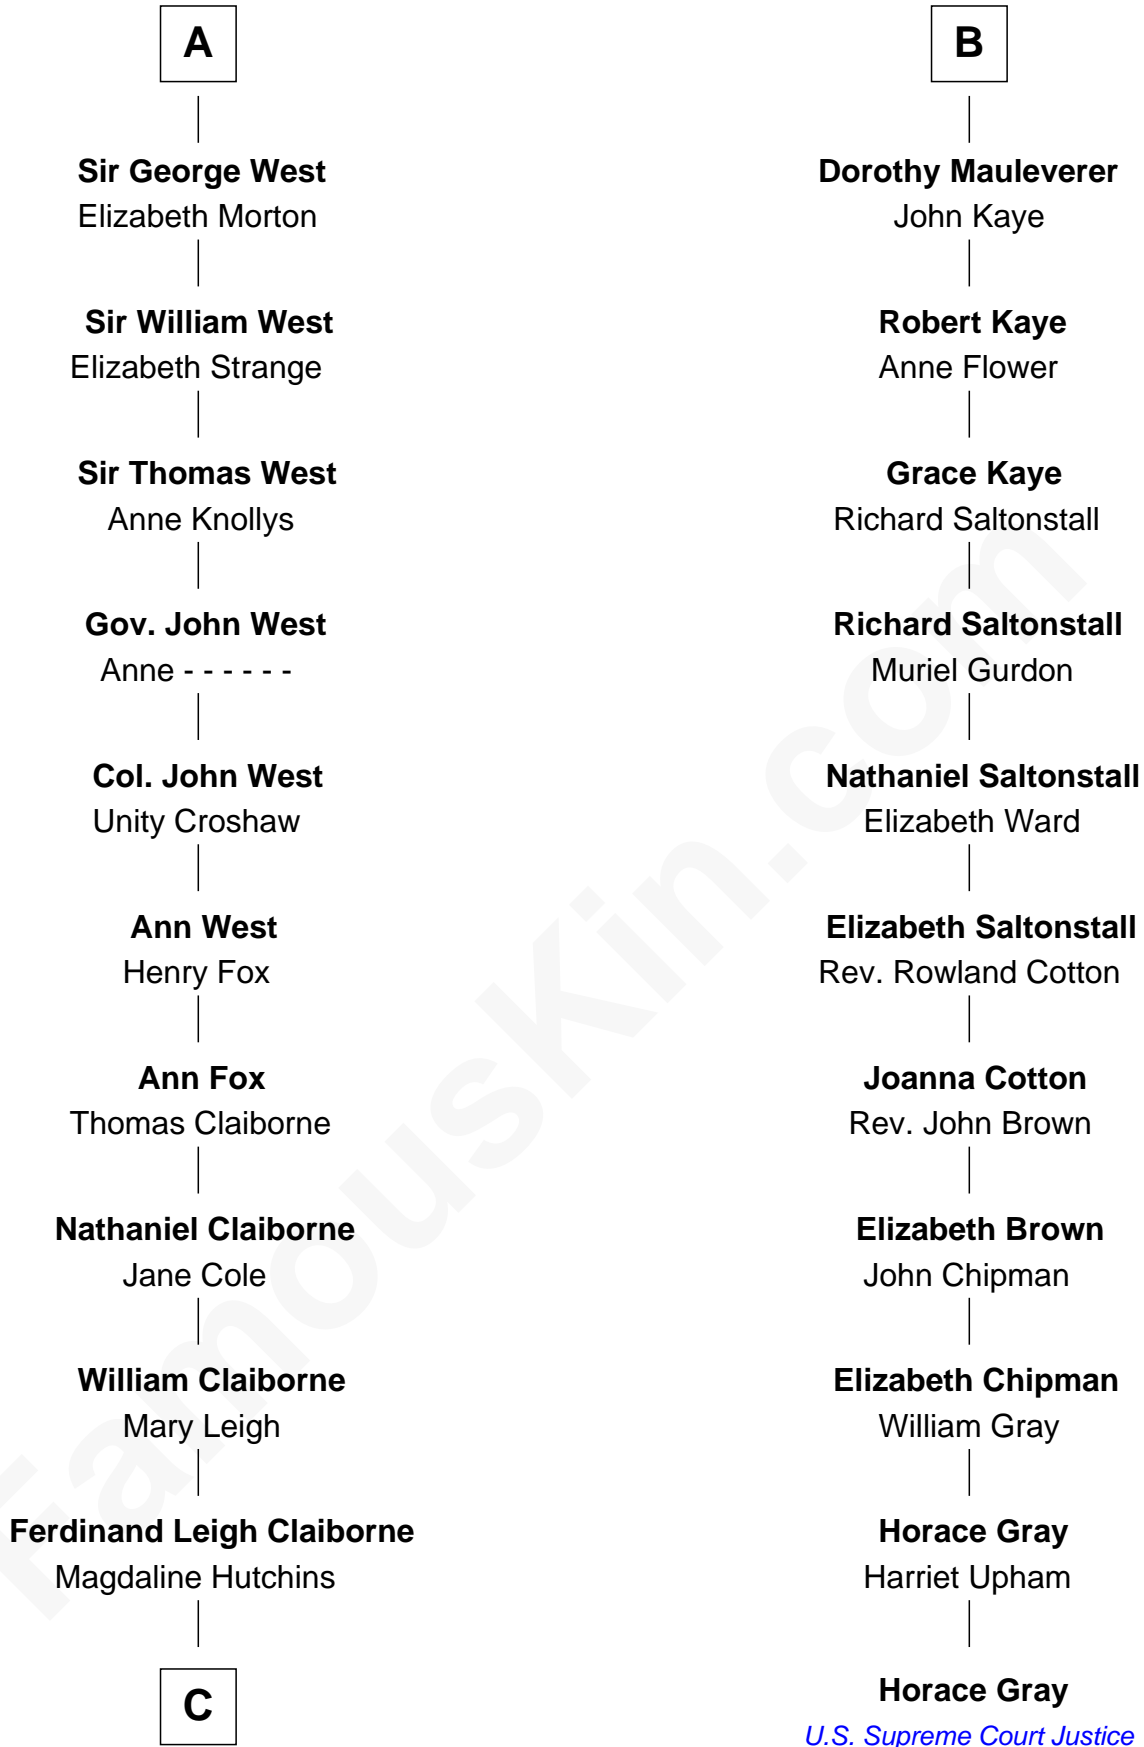 A
Sir George West
Elizabeth Morton
Sir William West
Elizabeth Strange
Sir Thomas West
Anne Knollys
Gov. John West
Anne - - - - - -
Col. John West
Unity Croshaw
Ann West
Henry Fox
Ann Fox
Thomas Claiborne
Nathaniel Claiborne
Jane Cole
William Claiborne
Mary Leigh
Ferdinand Leigh Claiborne
Magdaline Hutchins
C
B
Dorothy Mauleverer
John Kaye
Robert Kaye
Anne Flower
Grace Kaye
Richard Saltonstall
Richard Saltonstall
Muriel Gurdon
Nathaniel Saltonstall
Elizabeth Ward
Elizabeth Saltonstall
Rev. Rowland Cotton
Joanna Cotton
Rev. John Brown
Elizabeth Brown
John Chipman
Elizabeth Chipman
William Gray
Horace Gray
Harriet Upham
Horace Gray
U.S. Supreme Court Justice
FamousKin.com